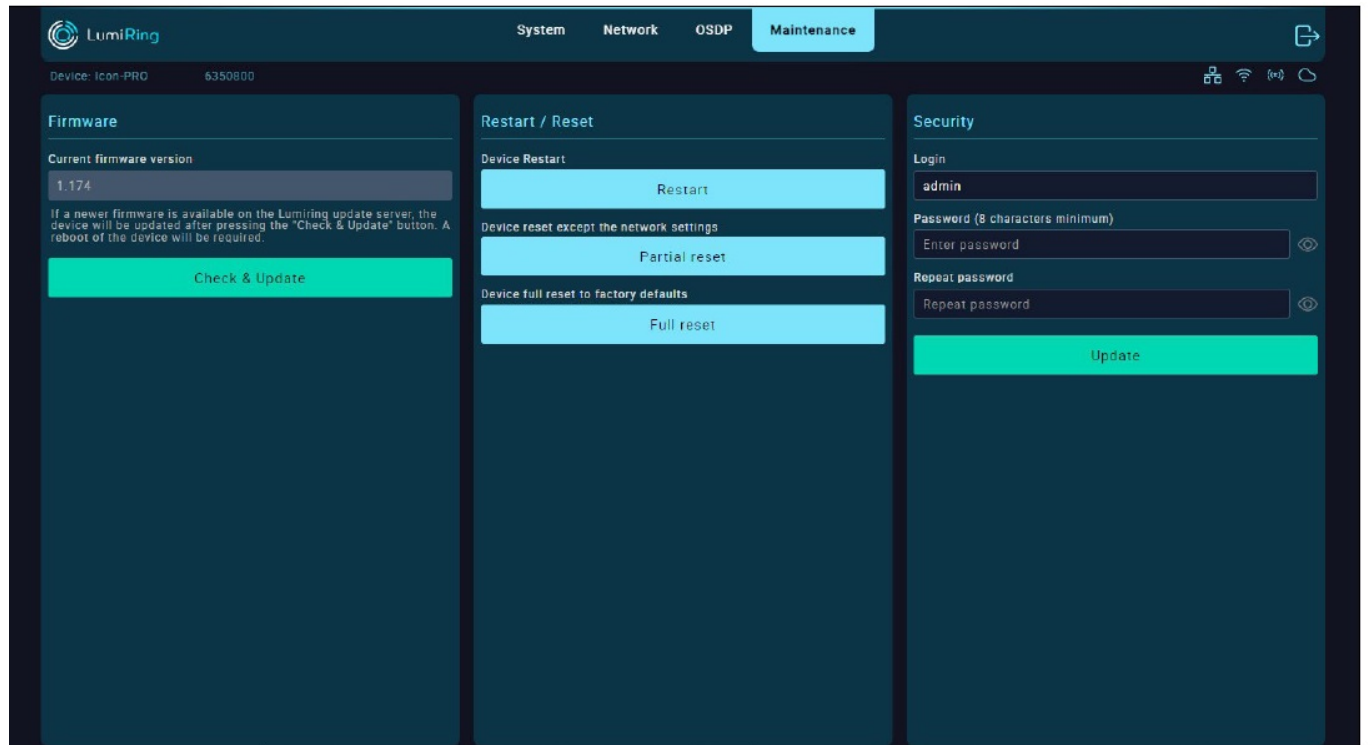 LumiRing
System Network OSDP Maintenance
Device: Icon-PRO 6350800
Firmware
Current firmware version
1.174
If a newer firmware is available on the Lumiring update server, the
device will be updated after pressing the "Check & Update" button. A
reboot of the device will be required.
Check & Update
Restart / Reset
Device Restart
Restart
Device reset except the network settings
Partial reset
Device full reset to factory defaults
Full reset
Security
Login
admin
Password (8 characters minimum)
Enter password
Repeat password
Repeat password
Update